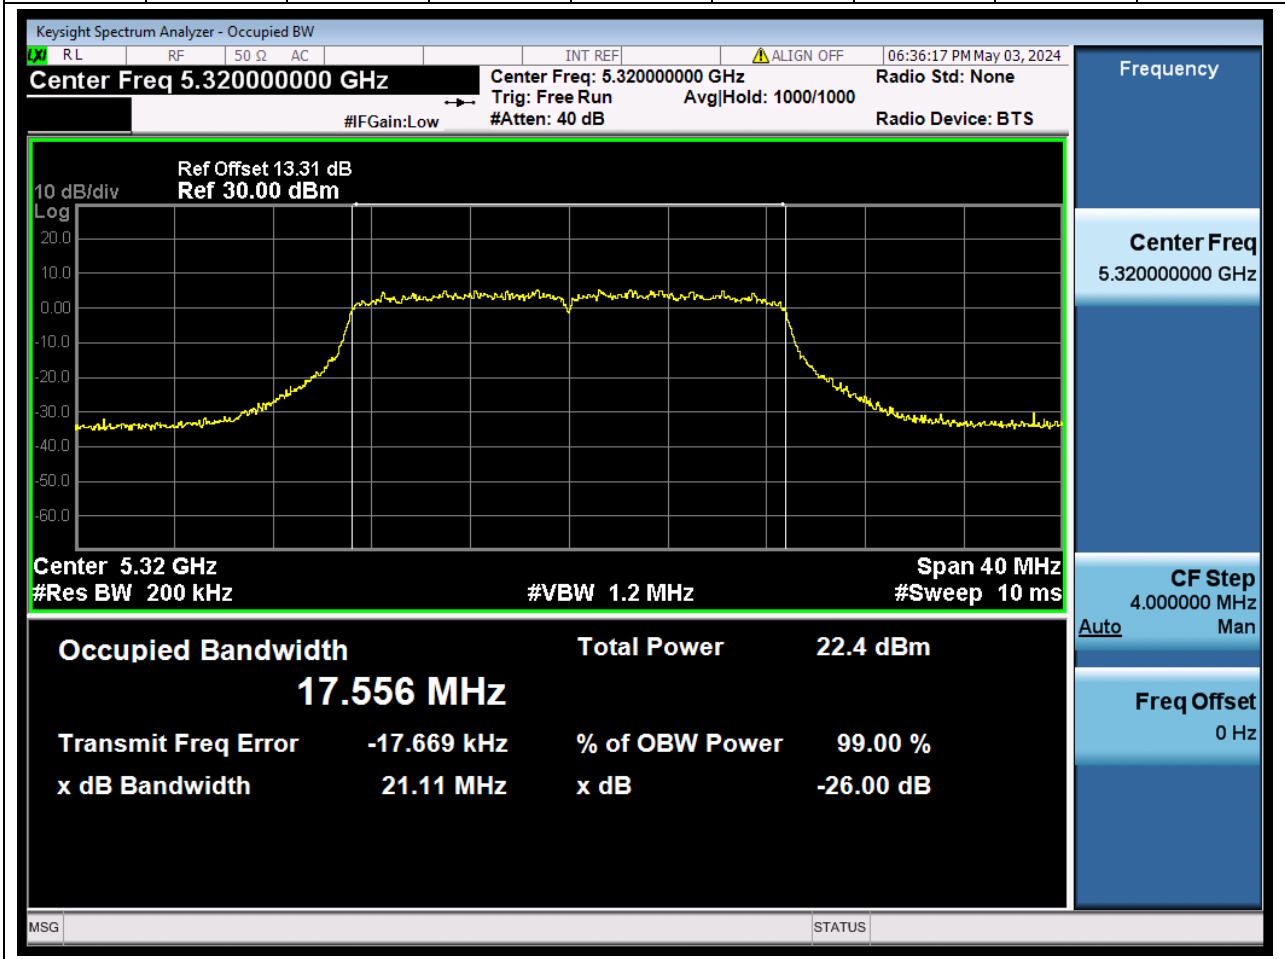 Keysight Spectrum Analyzer - Occupied BW
LXI RL RF 50 Ω AC INT REF ALIGN OFF 06:36:17 PM May 03, 2024
Center Freq 5.320000000 GHz
Center Freq: 5.320000000 GHz
Radio Std: None
Trig: Free Run Avg|Hold: 1000/1000
#IFGain:Low
#Atten: 40 dB
Radio Device: BTS
Ref Offset 13.31 dB
10 dB/div Ref 30.00 dBm
Log
20.0
10.0
0.00
-10.0
-20.0
-30.0
-40.0
-50.0
-60.0
Center 5.32 GHz Span 40 MHz
#Res BW 200 kHz #VBW 1.2 MHz #Sweep 10 ms
Occupied Bandwidth Total Power 22.4 dBm
17.556 MHz
Transmit Freq Error -17.669 kHz % of OBW Power 99.00 %
x dB Bandwidth 21.11 MHz x dB -26.00 dB
Frequency
Center Freq
5.320000000 GHz
CF Step
4.000000 MHz
Auto Man
Freq Offset
0 Hz
MSG STATUS